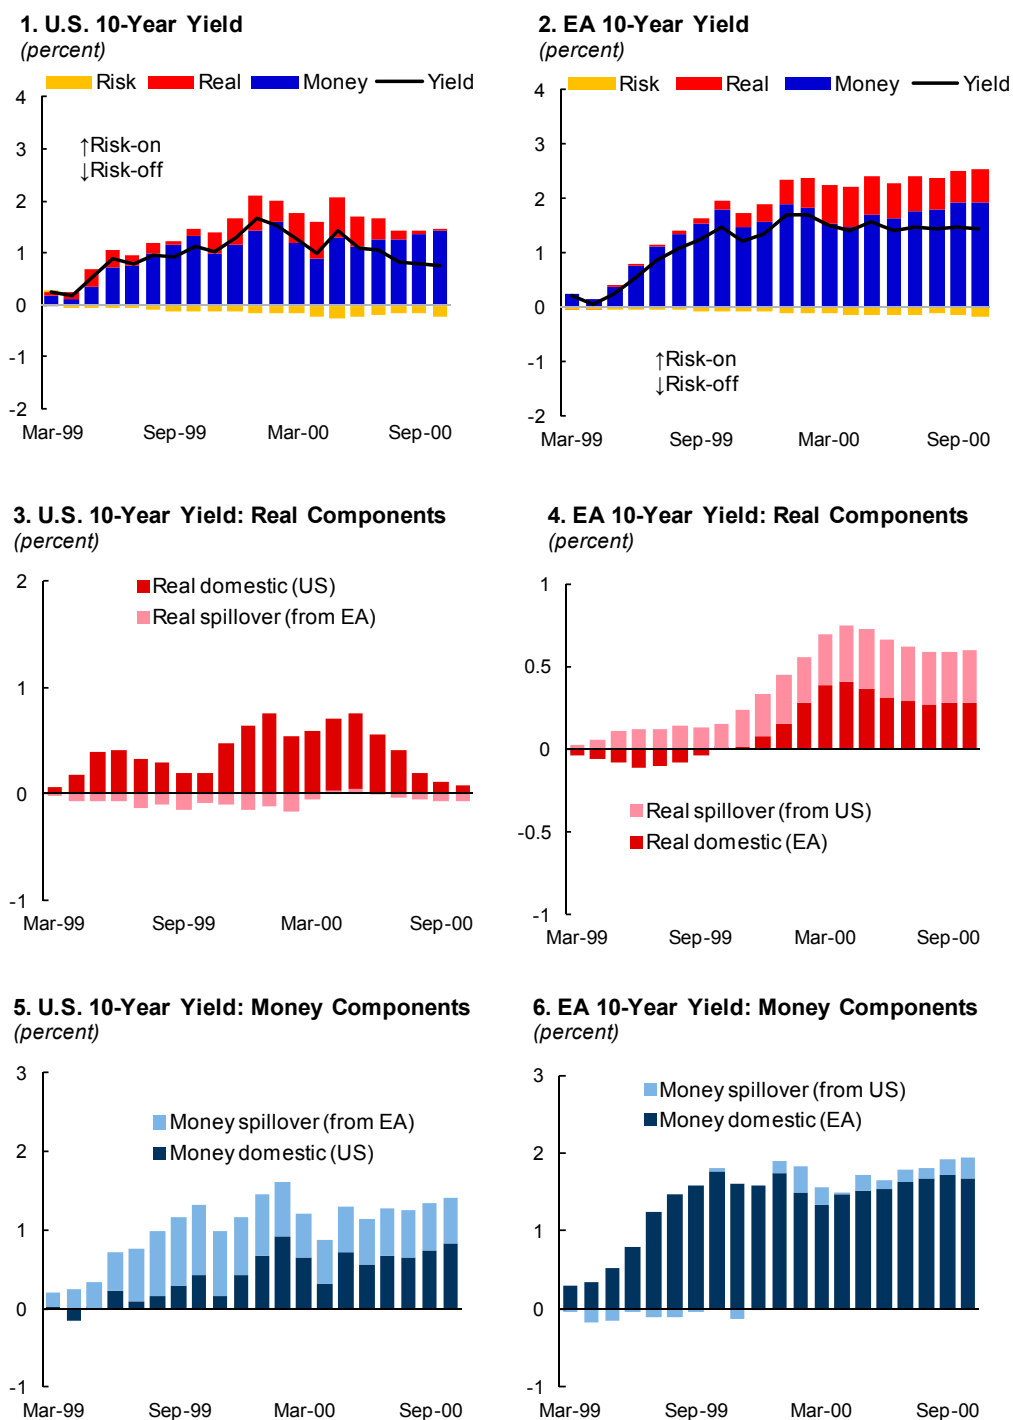 1. U.S. 10-Year Yield
(percent)
Risk Real Money Yield
4
3
2
1
0
-1
-2
↑Risk-on
↓Risk-off
Mar-99 Sep-99 Mar-00 Sep-00
2. EA 10-Year Yield
(percent)
Risk Real Money Yield
4
3
2
1
0
-1
-2
↑Risk-on
↓Risk-off
Mar-99 Sep-99 Mar-00 Sep-00
3. U.S. 10-Year Yield: Real Components
(percent)
2
1
0
-1
Real domestic (US)
Real spillover (from EA)
Mar-99 Sep-99 Mar-00 Sep-00
4. EA 10-Year Yield: Real Components
(percent)
1
0.5
0
-0.5
-1
Real spillover (from US)
Real domestic (EA)
Mar-99 Sep-99 Mar-00 Sep-00
5. U.S. 10-Year Yield: Money Components
(percent)
3
2
1
0
-1
Money spillover (from EA)
Money domestic (US)
Mar-99 Sep-99 Mar-00 Sep-00
6. EA 10-Year Yield: Money Components
(percent)
3
2
1
0
-1
Money spillover (from US)
Money domestic (EA)
Mar-99 Sep-99 Mar-00 Sep-00